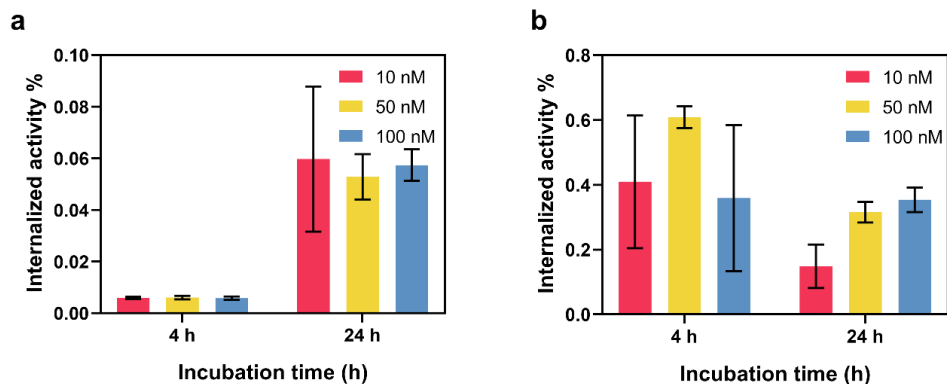 a
Internalized activity %
0.10
0.08
0.06
0.04
0.02
0.00
10 nM
50 nM
100 nM
4 h
24 h
Incubation time (h)
b
Internalized activity %
0.8
0.6
0.4
0.2
0.0
10 nM
50 nM
100 nM
4 h
24 h
Incubation time (h)